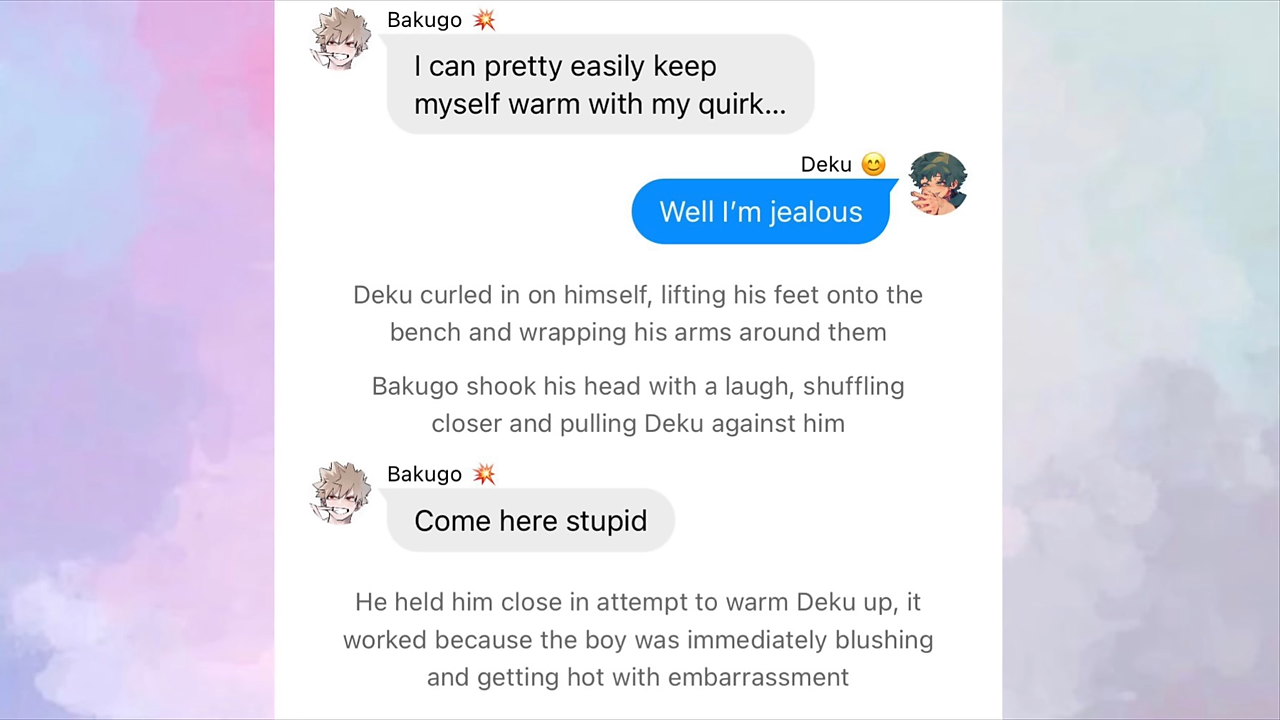 Bakugo 💥
I can pretty easily keep
myself warm with my quirk...
Deku 😊
Well I’m jealous
Deku curled in on himself, lifting his feet onto the
bench and wrapping his arms around them
Bakugo shook his head with a laugh, shuffling
closer and pulling Deku against him
Bakugo 💥
Come here stupid
He held him close in attempt to warm Deku up, it
worked because the boy was immediately blushing
and getting hot with embarrassment